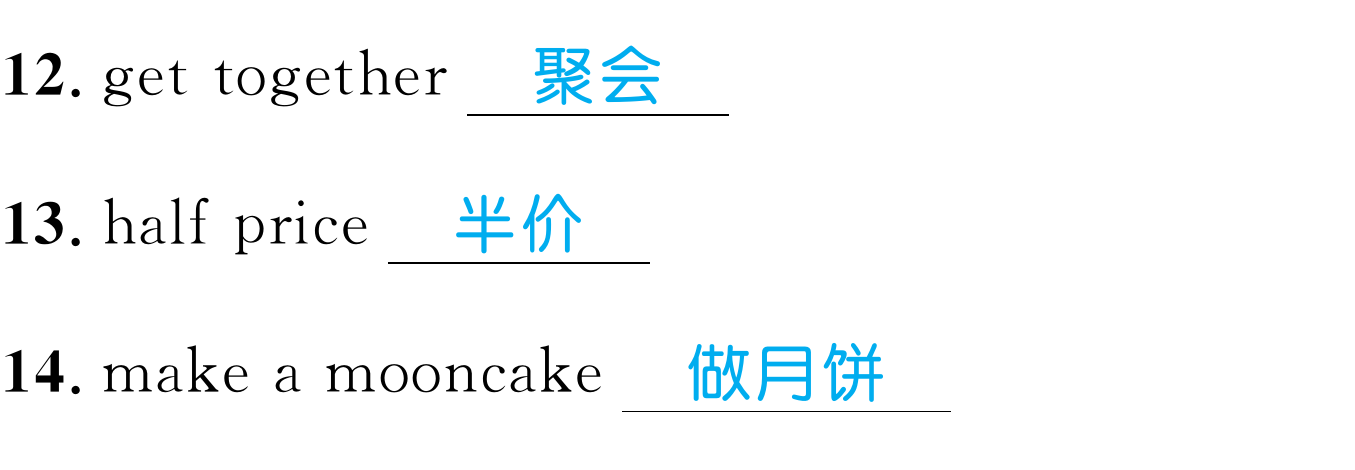 12. get together 聚会
13. half price 半价
14. make a mooncake 做月饼